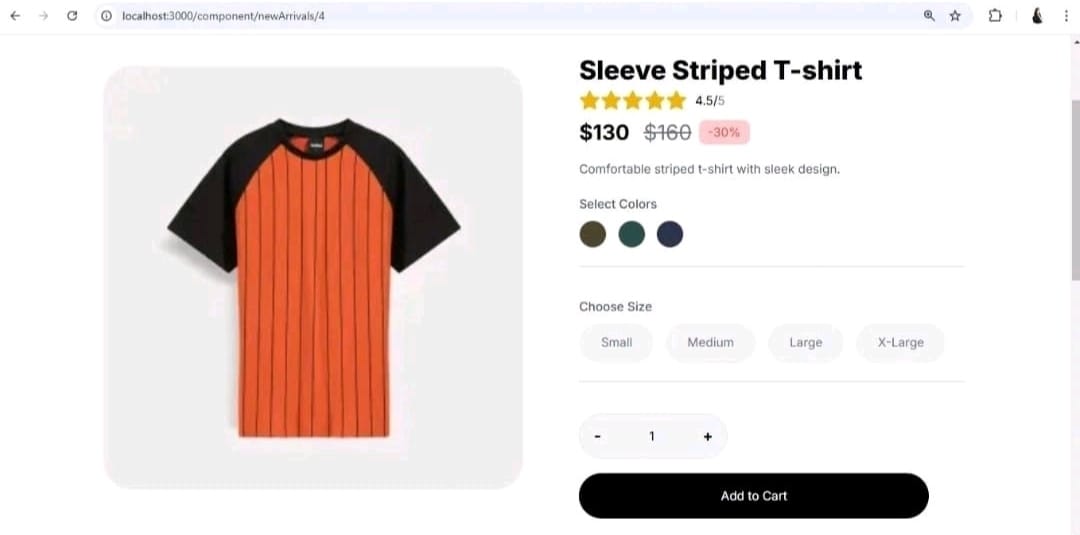 localhost:3000/component/newArrivals/4
Sleeve Striped T-shirt
4.5/5
$130 $160 -30%
Comfortable striped t-shirt with sleek design.
Select Colors
Choose Size
Small Medium Large X-Large
- 1 +
Add to Cart